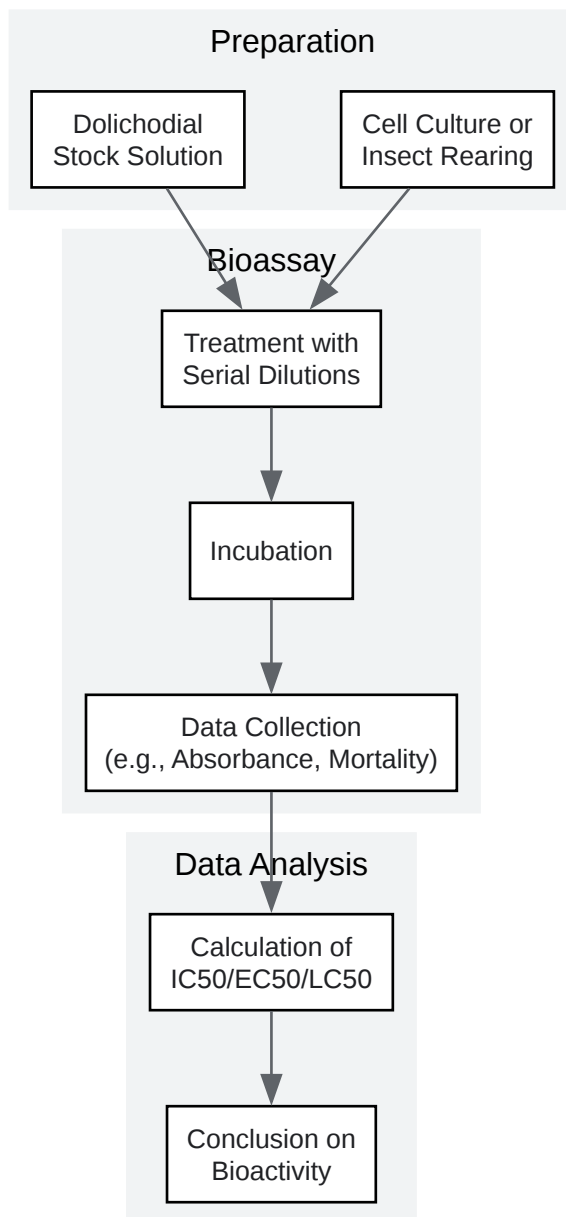 Preparation
Dolichodial
Stock Solution
Cell Culture or
Insect Rearing
Bioassay
Treatment with
Serial Dilutions
Incubation
Data Collection
(e.g., Absorbance, Mortality)
Data Analysis
Calculation of
IC50/EC50/LC50
Conclusion on
Bioactivity